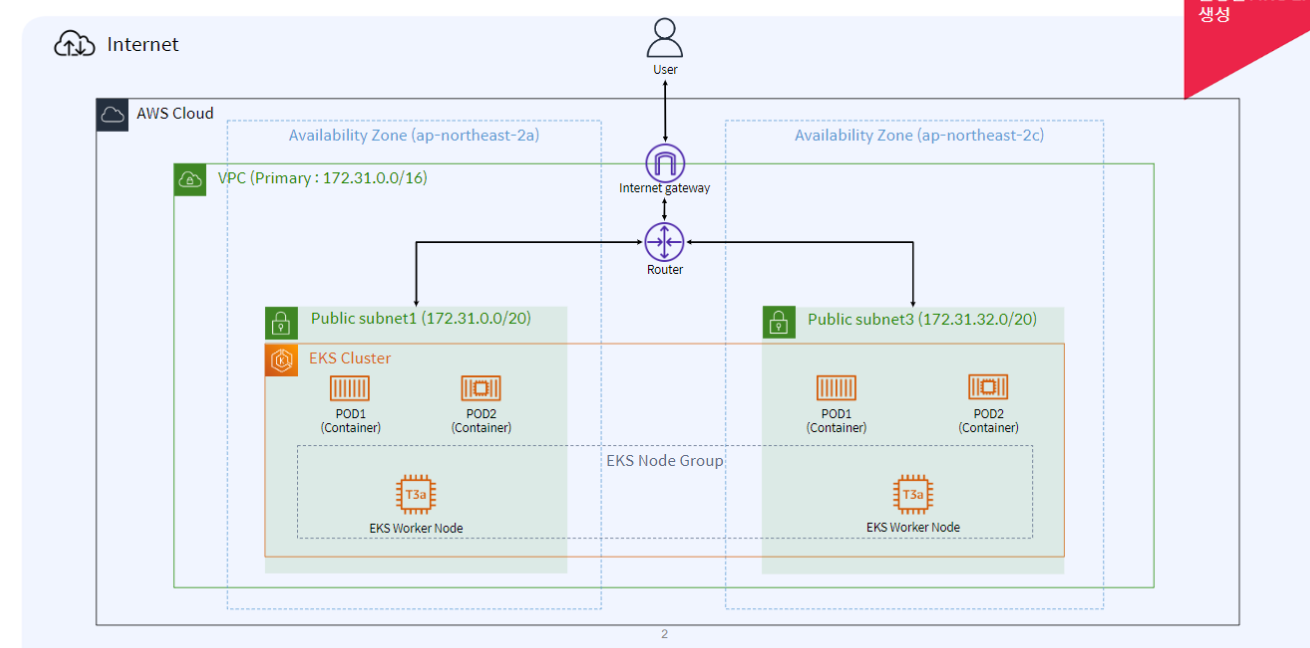 생성
Internet
User
AWS Cloud
Availability Zone (ap-northeast-2a)
Availability Zone (ap-northeast-2c)
VPC (Primary : 172.31.0.0/16)
Internet gateway
Router
Public subnet1 (172.31.0.0/20)
Public subnet3 (172.31.32.0/20)
EKS Cluster
POD1
(Container)
POD2
(Container)
POD1
(Container)
POD2
(Container)
EKS Node Group
T3a
EKS Worker Node
T3a
EKS Worker Node
2